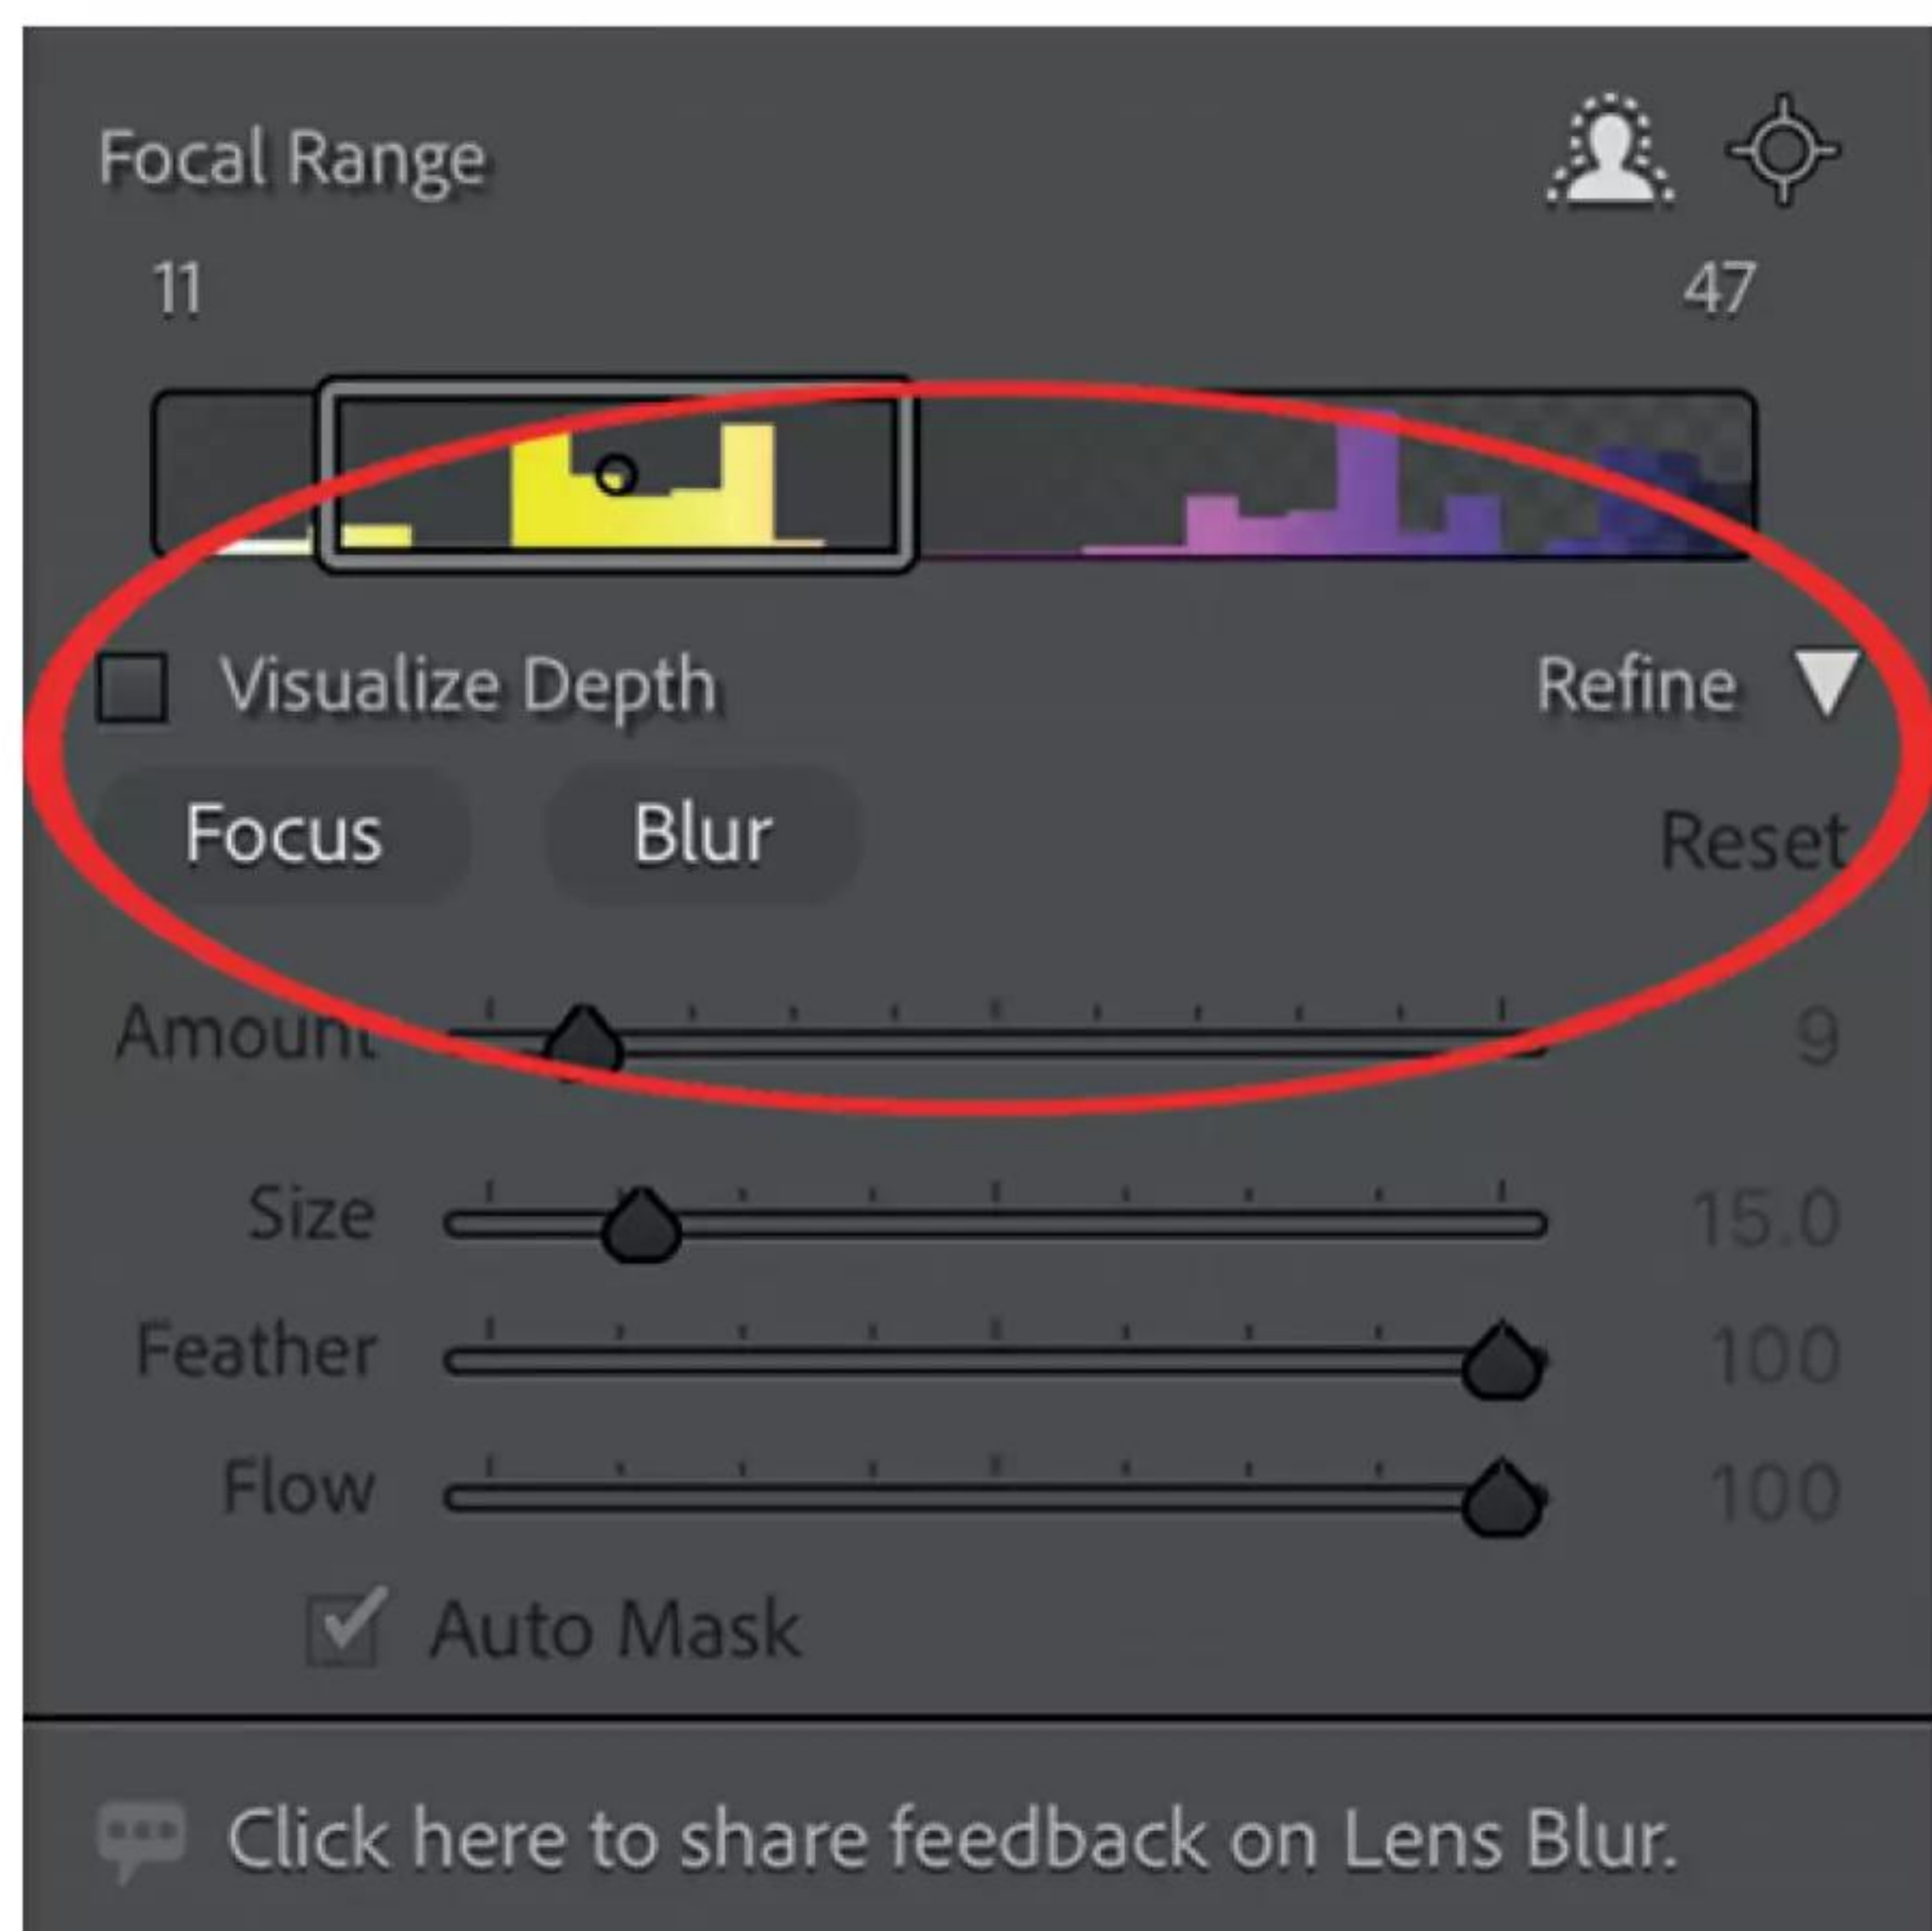 Focal Range
11 47
Visualize Depth Refine
Focus Blur Reset
Amount 9
Size 15.0
Feather 100
Flow 100
Auto Mask
Click here to share feedback on Lens Blur.